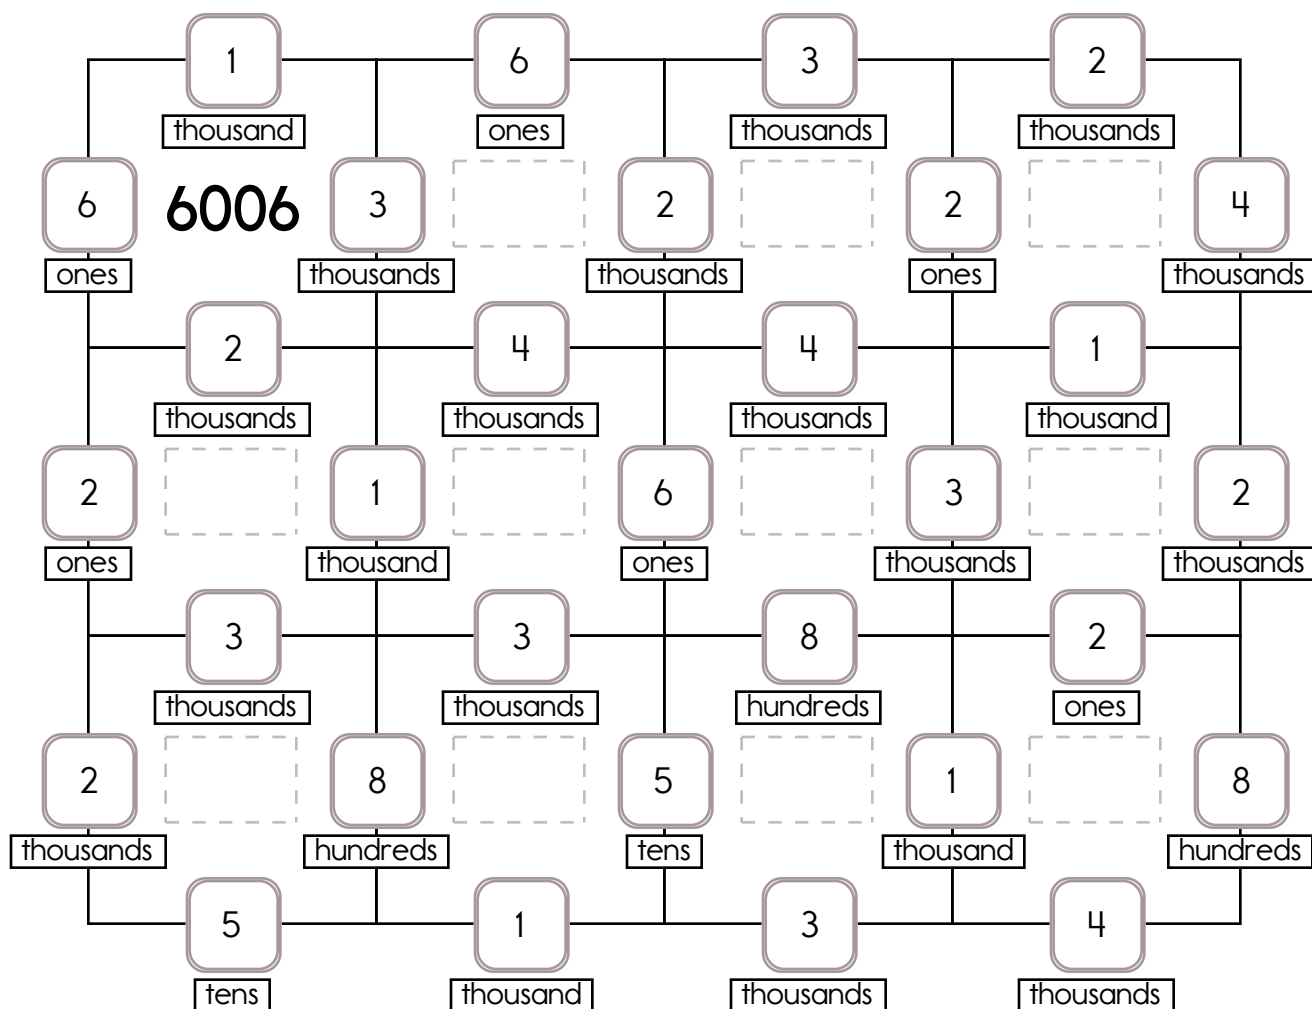 1 6 3 2
thousand ones thousands thousands
6 6006 3 2 2 4
ones thousands thousands ones thousands
2 4 4 1
thousands thousands thousands thousand
2 1 6 3 2
ones thousand ones thousands thousands
3 3 8 2
thousands thousands hundreds ones
2 8 5 1 8
thousands hundreds tens thousand hundreds
5 1 3 4
tens thousand thousands thousands